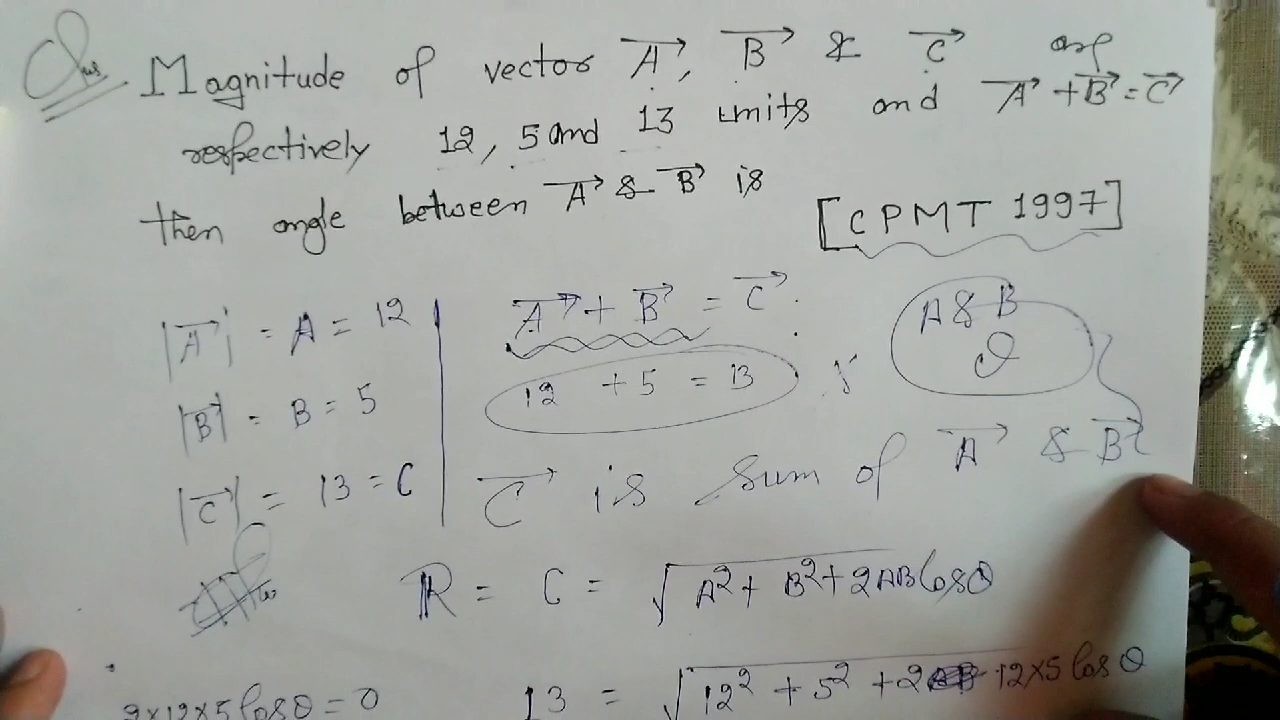 Ques. Magnitude of vector A⃗, B⃗ & C⃗ are
respectively 12, 5 and 13 units and A⃗ + B⃗ = C⃗
then angle between A⃗ & B⃗ is
[CPMT 1997]
|A⃗| = A = 12
|B⃗| = B = 5
|C⃗| = 13 = C
A⃗ + B⃗ = C⃗.
12 + 5 = 13
A & B
θ
C⃗ is sum of A⃗ & B⃗
R = C = √A² + B² + 2AB Cosθ
13 = √12² + 5² + 2 12×5 Cosθ
2×12×5 Cosθ = 0